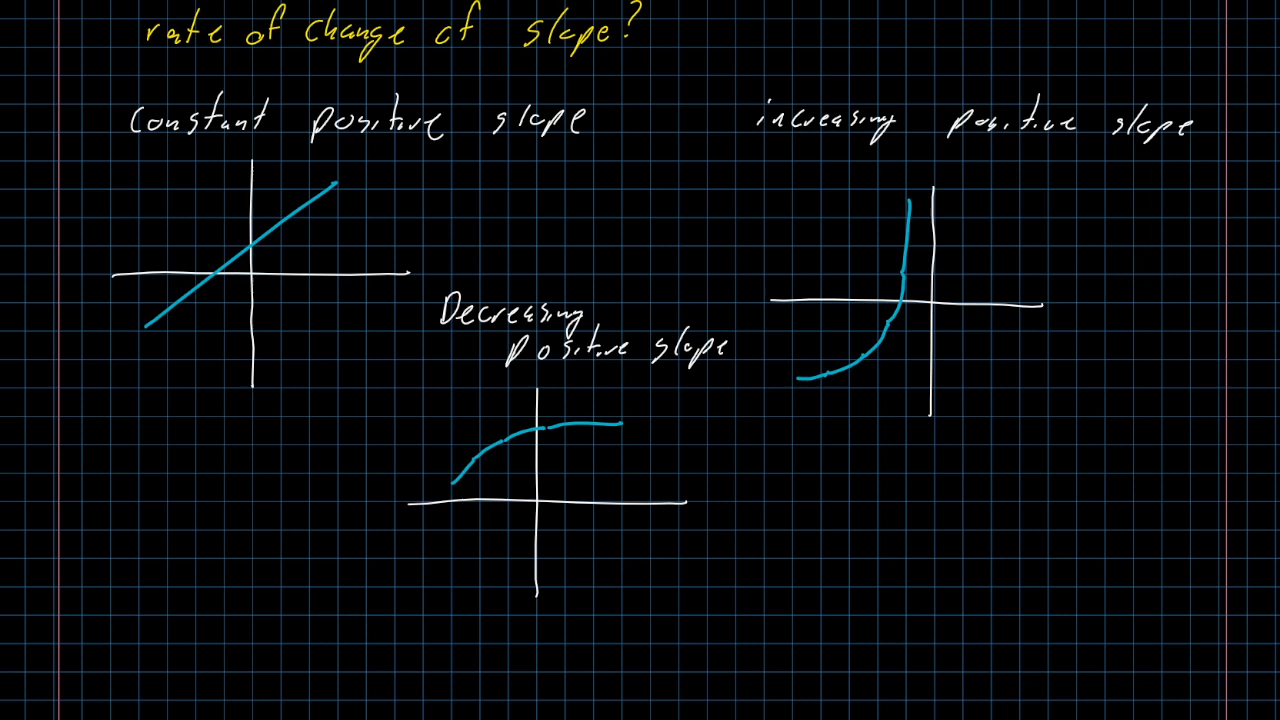 rate of change of slope?
constant positive slope
increasing positive slope
Decreasing
positive slope